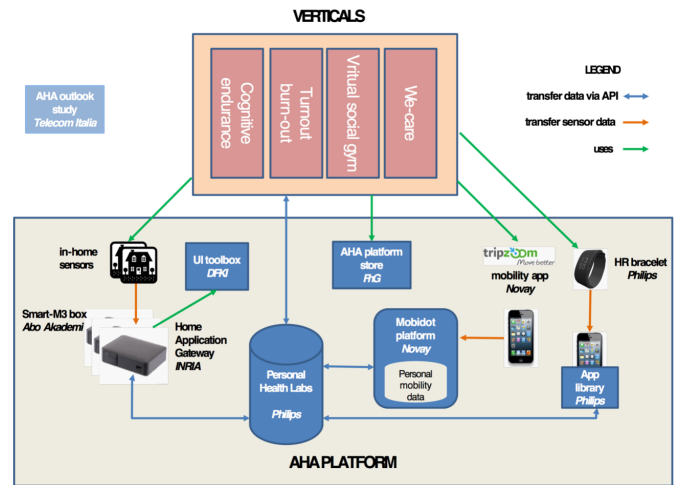 VERTICALS
Cognitive
endurance
Turnout
burn-out
Vritual social gym
We-care
AHA outlook
study
Telecom Italia
LEGEND
transfer data via API
transfer sensor data
uses
in-home
sensors
UI toolbox
DFKI
AHA platform
store
FhG
tripzoom
Move better
mobility app
Novay
HR bracelet
Philips
Smart-M3 box
Abo Akademi
Home
Application
Gateway
INRIA
Personal
Health Labs
Philips
Mobidot
platform
Novay
Personal
mobility
data
App
library
Philips
AHA PLATFORM